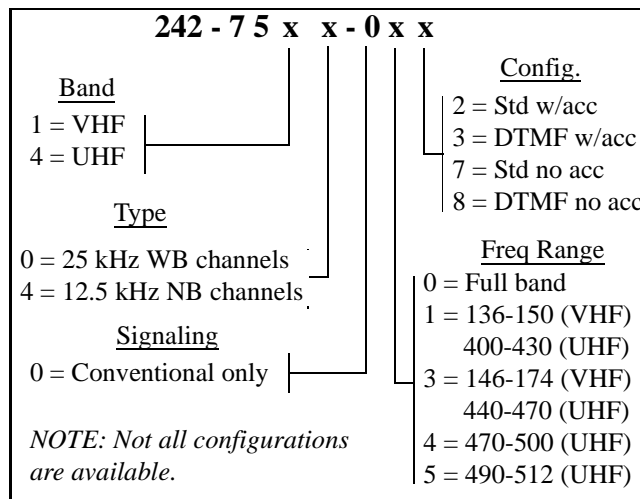 242 - 7 5 x x - 0 x x
Band
1 = VHF
4 = UHF
Type
0 = 25 kHz WB channels
4 = 12.5 kHz NB channels
Signaling
0 = Conventional only
NOTE: Not all configurations
are available.
Config.
2 = Std w/acc
3 = DTMF w/acc
7 = Std no acc
8 = DTMF no acc
Freq Range
0 = Full band
1 = 136-150 (VHF)
400-430 (UHF)
3 = 146-174 (VHF)
440-470 (UHF)
4 = 470-500 (UHF)
5 = 490-512 (UHF)